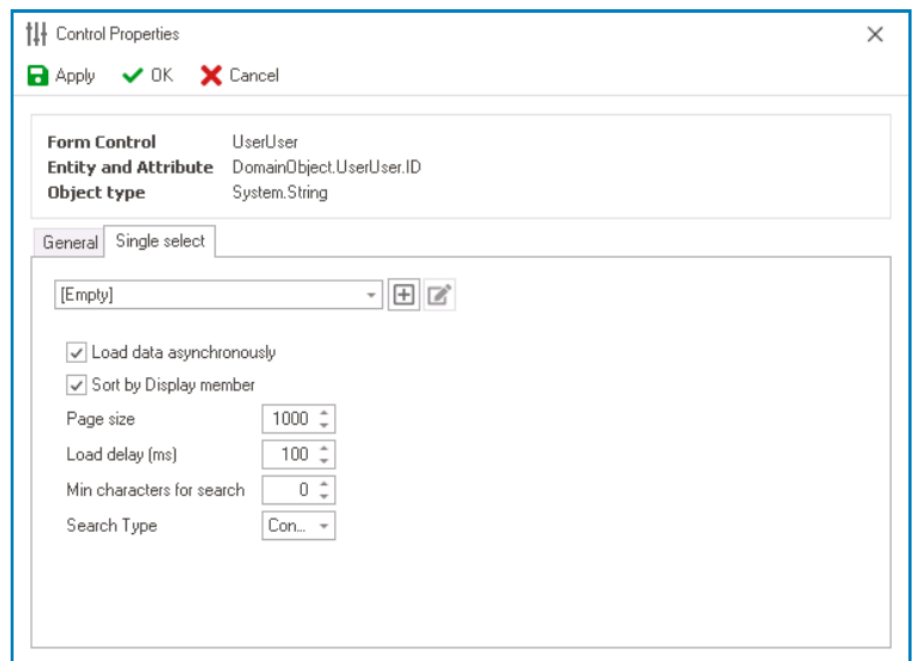 Control Properties
Apply OK Cancel
Form Control UserUser
Entity and Attribute DomainObject.UserUser.ID
Object type System.String
General Single select
[Empty]
Load data asynchronously
Sort by Display member
Page size 1000
Load delay (ms) 100
Min characters for search 0
Search Type Con...